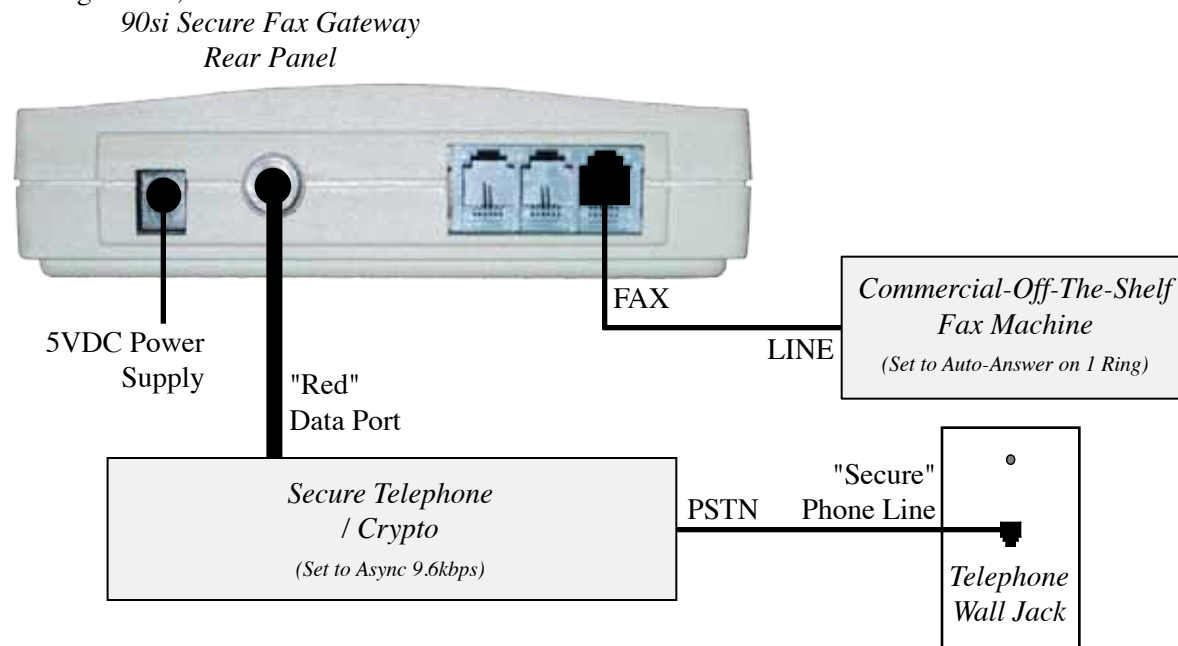 90si Secure Fax Gateway
Rear Panel
FAX
LINE
Commercial-Off-The-Shelf
Fax Machine
(Set to Auto-Answer on 1 Ring)
5VDC Power
Supply
"Red"
Data Port
Secure Telephone
/ Crypto
(Set to Async 9.6kbps)
PSTN
"Secure"
Phone Line
Telephone
Wall Jack